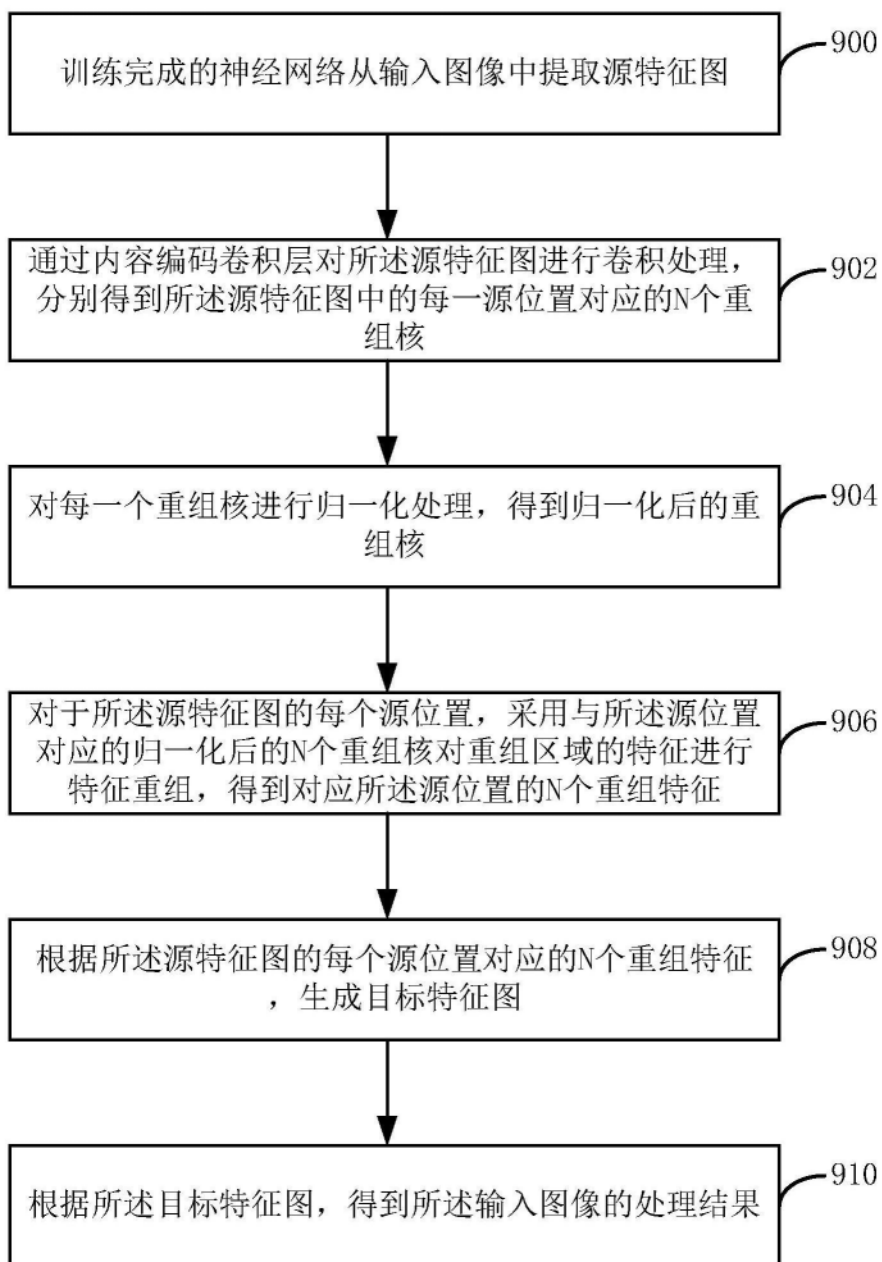 训练完成的神经网络从输入图像中提取源特征图
900
通过内容编码卷积层对所述源特征图进行卷积处理,
分别得到所述源特征图中的每一源位置对应的N个重
组核
902
对每一个重组核进行归一化处理,得到归一化后的重
组核
904
对于所述源特征图的每个源位置,采用与所述源位置
对应的归一化后的N个重组核对重组区域的特征进行
特征重组,得到对应所述源位置的N个重组特征
906
根据所述源特征图的每个源位置对应的N个重组特征
,生成目标特征图
908
根据所述目标特征图,得到所述输入图像的处理结果
910